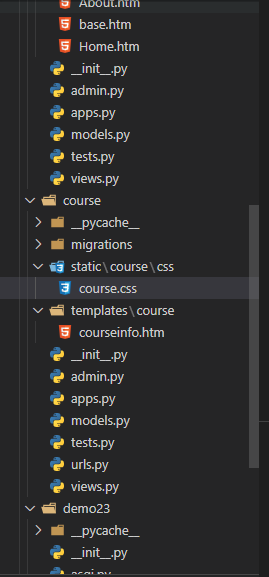 About.htm
base.htm
Home.htm
__init__.py
admin.py
apps.py
models.py
tests.py
views.py
course
__pycache__
migrations
static\course\css
course.css
templates\course
courseinfo.htm
__init__.py
admin.py
apps.py
models.py
tests.py
urls.py
views.py
demo23
__pycache__
__init__.py
asgi.py